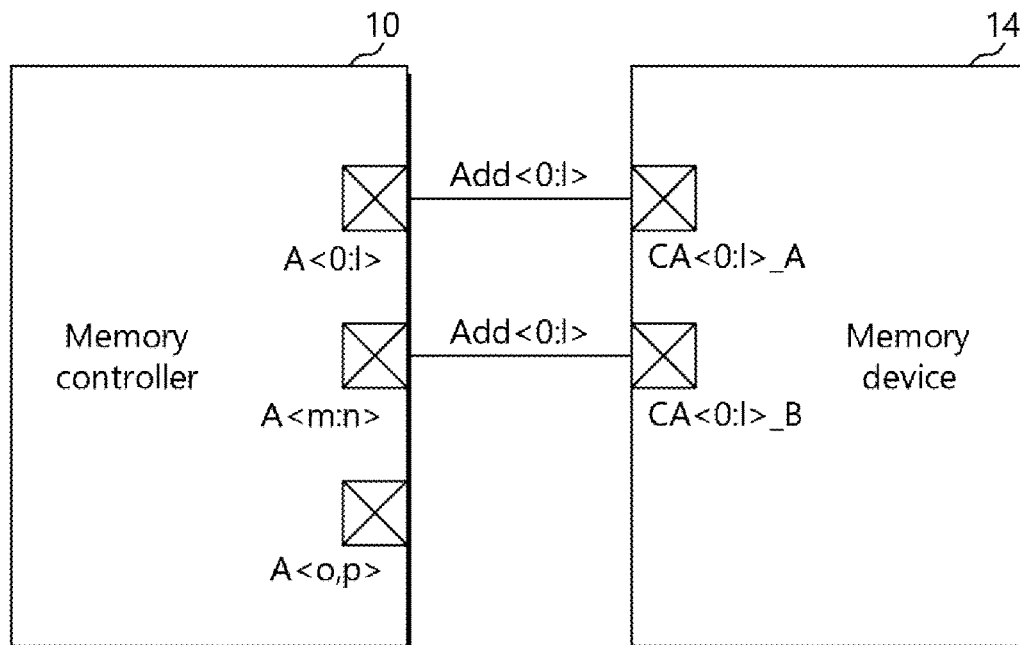 10
14
Add<0:l>
A<0:l>
CA<0:l>_A
Memory
controller
Add<0:l>
Memory
device
A<m:n>
CA<0:l>_B
A<o,p>